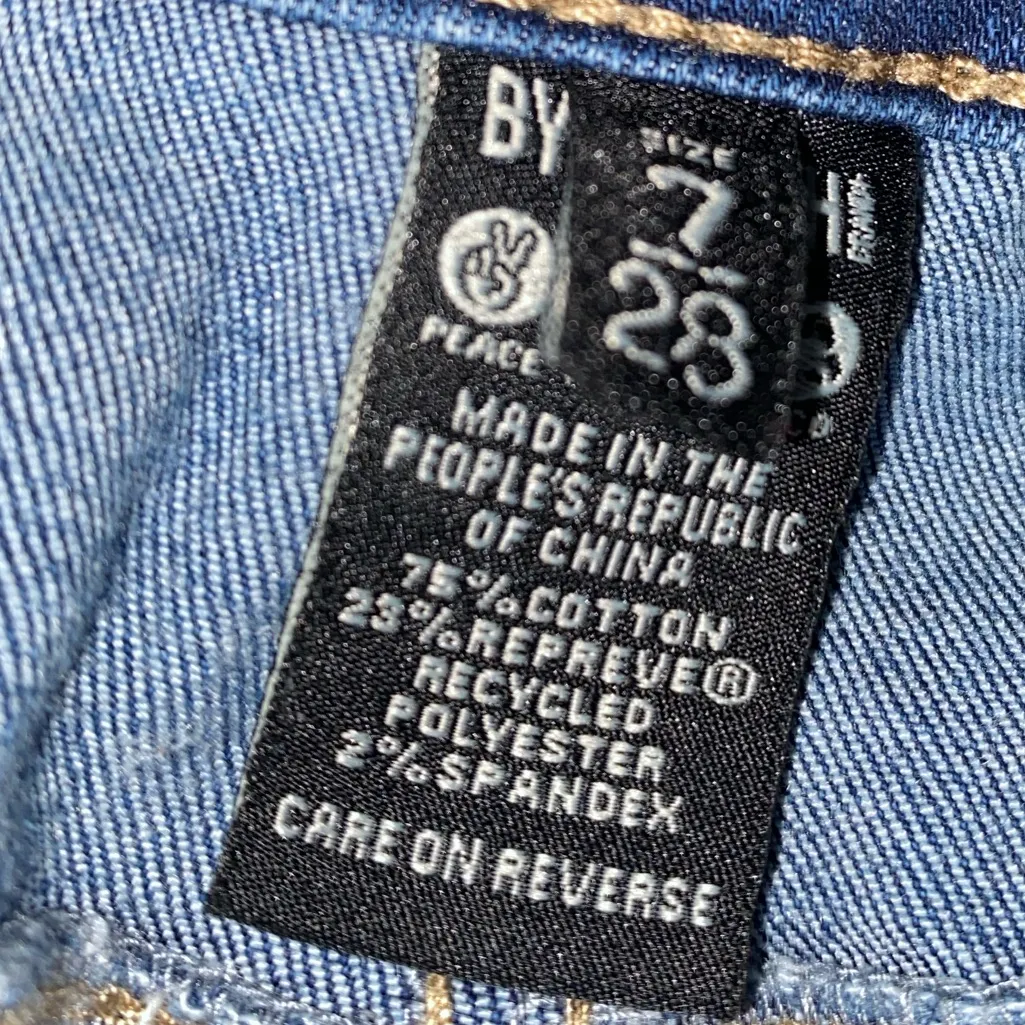 BY
SIZE
7
28
PEACE
MADE IN THE
PEOPLE'S REPUBLIC
OF CHINA
75% COTTON
23% REPREVE®
RECYCLED
POLYESTER
2% SPANDEX
CARE ON REVERSE